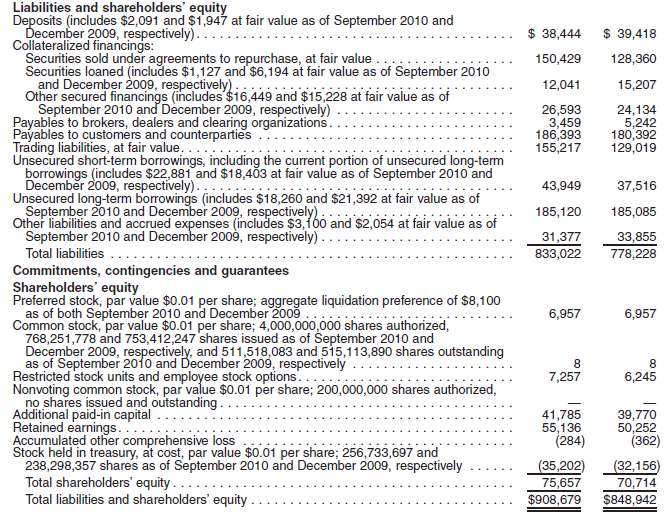 Liabilities and shareholders' equity
Deposits (includes $2,091 and $1,947 at fair value as of September 2010 and
December 2009, respectively). . . . . . . . . . . . . . . . . . . . . . . . . . . . . . . . . . . . . . . . . $ 38,444 $ 39,418
Collateralized financings:
Securities sold under agreements to repurchase, at fair value . . . . . . . . . . . . . . . . . . 150,429 128,360
Securities loaned (includes $1,127 and $6,194 at fair value as of September 2010
and December 2009, respectively) . . . . . . . . . . . . . . . . . . . . . . . . . . . . . . . . . . . . 12,041 15,207
Other secured financings (includes $16,449 and $15,228 at fair value as of
September 2010 and December 2009, respectively) . . . . . . . . . . . . . . . . . . . . . . . 26,593 24,134
Payables to brokers, dealers and clearing organizations. . . . . . . . . . . . . . . . . . . . . . . . 3,459 5,242
Payables to customers and counterparties . . . . . . . . . . . . . . . . . . . . . . . . . . . . . . . . . 186,393 180,392
Trading liabilities, at fair value. . . . . . . . . . . . . . . . . . . . . . . . . . . . . . . . . . . . . . . . . . . 155,217 129,019
Unsecured short-term borrowings, including the current portion of unsecured long-term
borrowings (includes $22,881 and $18,403 at fair value as of September 2010 and
December 2009, respectively). . . . . . . . . . . . . . . . . . . . . . . . . . . . . . . . . . . . . . . . . 43,949 37,516
Unsecured long-term borrowings (includes $18,260 and $21,392 at fair value as of
September 2010 and December 2009, respectively) . . . . . . . . . . . . . . . . . . . . . . . . . 185,120 185,085
Other liabilities and accrued expenses (includes $3,100 and $2,054 at fair value as of
September 2010 and December 2009, respectively) . . . . . . . . . . . . . . . . . . . . . . . . . 31,377 33,855
Total liabilities . . . . . . . . . . . . . . . . . . . . . . . . . . . . . . . . . . . . . . . . . . . . . . . . . . . 833,022 778,228
Commitments, contingencies and guarantees
Shareholders' equity
Preferred stock, par value $0.01 per share; aggregate liquidation preference of $8,100
as of both September 2010 and December 2009 . . . . . . . . . . . . . . . . . . . . . . . . . . . 6,957 6,957
Common stock, par value $0.01 per share; 4,000,000,000 shares authorized,
768,251,778 and 753,412,247 shares issued as of September 2010 and
December 2009, respectively, and 511,518,083 and 515,113,890 shares outstanding
as of September 2010 and December 2009, respectively . . . . . . . . . . . . . . . . . . . . . 8 8
Restricted stock units and employee stock options. . . . . . . . . . . . . . . . . . . . . . . . . . . . 7,257 6,245
Nonvoting common stock, par value $0.01 per share; 200,000,000 shares authorized,
no shares issued and outstanding . . . . . . . . . . . . . . . . . . . . . . . . . . . . . . . . . . . . . . — —
Additional paid-in capital . . . . . . . . . . . . . . . . . . . . . . . . . . . . . . . . . . . . . . . . . . . . . . 41,785 39,770
Retained earnings. . . . . . . . . . . . . . . . . . . . . . . . . . . . . . . . . . . . . . . . . . . . . . . . . . . 55,136 50,252
Accumulated other comprehensive loss . . . . . . . . . . . . . . . . . . . . . . . . . . . . . . . . . . . (284) (362)
Stock held in treasury, at cost, par value $0.01 per share; 256,733,697 and
238,298,357 shares as of September 2010 and December 2009, respectively . . . . . . (35,202) (32,156)
Total shareholders' equity . . . . . . . . . . . . . . . . . . . . . . . . . . . . . . . . . . . . . . . . . . . . 75,657 70,714
Total liabilities and shareholders' equity . . . . . . . . . . . . . . . . . . . . . . . . . . . . . . . . . . $908,679 $848,942